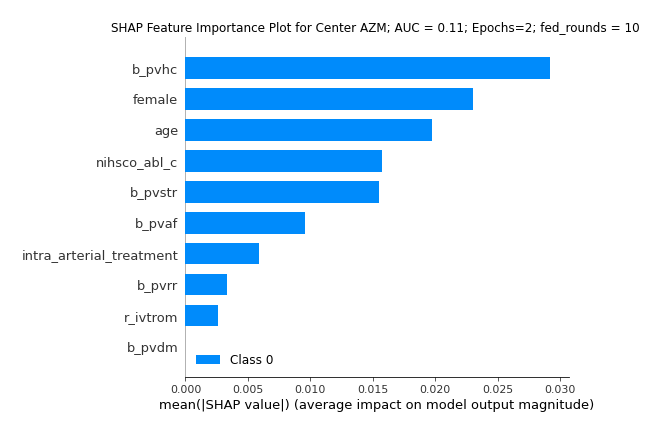 SHAP Feature Importance Plot for Center AZM; AUC = 0.11; Epochs=2; fed_rounds = 10
b_pvhc
female
age
nihsco_abl_c
b_pvstr
b_pvaf
intra_arterial_treatment
b_pvrr
r_ivtrom
b_pvdm
Class 0
0.000 0.005 0.010 0.015 0.020 0.025 0.030
mean(|SHAP value|) (average impact on model output magnitude)